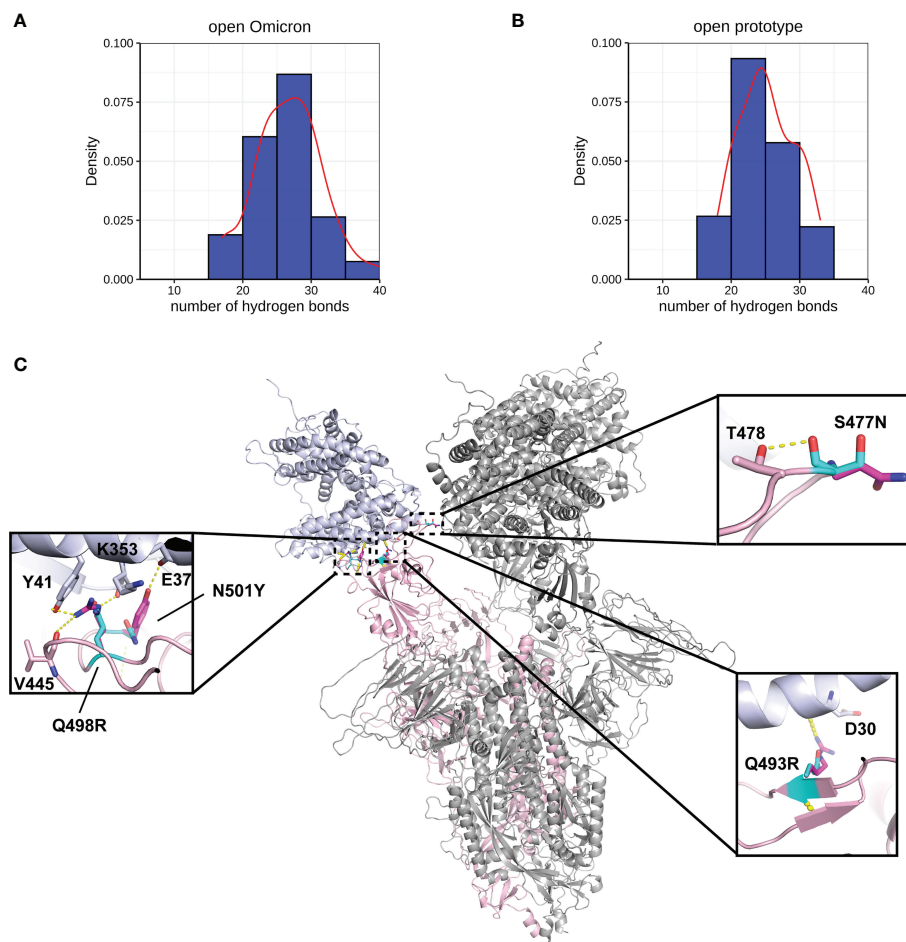 A
open Omicron
0.100
0.075
0.050
0.025
0.000
Density
10 20 30 40
number of hydrogen bonds
B
open prototype
0.100
0.075
0.050
0.025
0.000
Density
10 20 30 40
number of hydrogen bonds
C
T478
S477N
K353
Y41
E37
N501Y
V445
Q498R
D30
Q493R